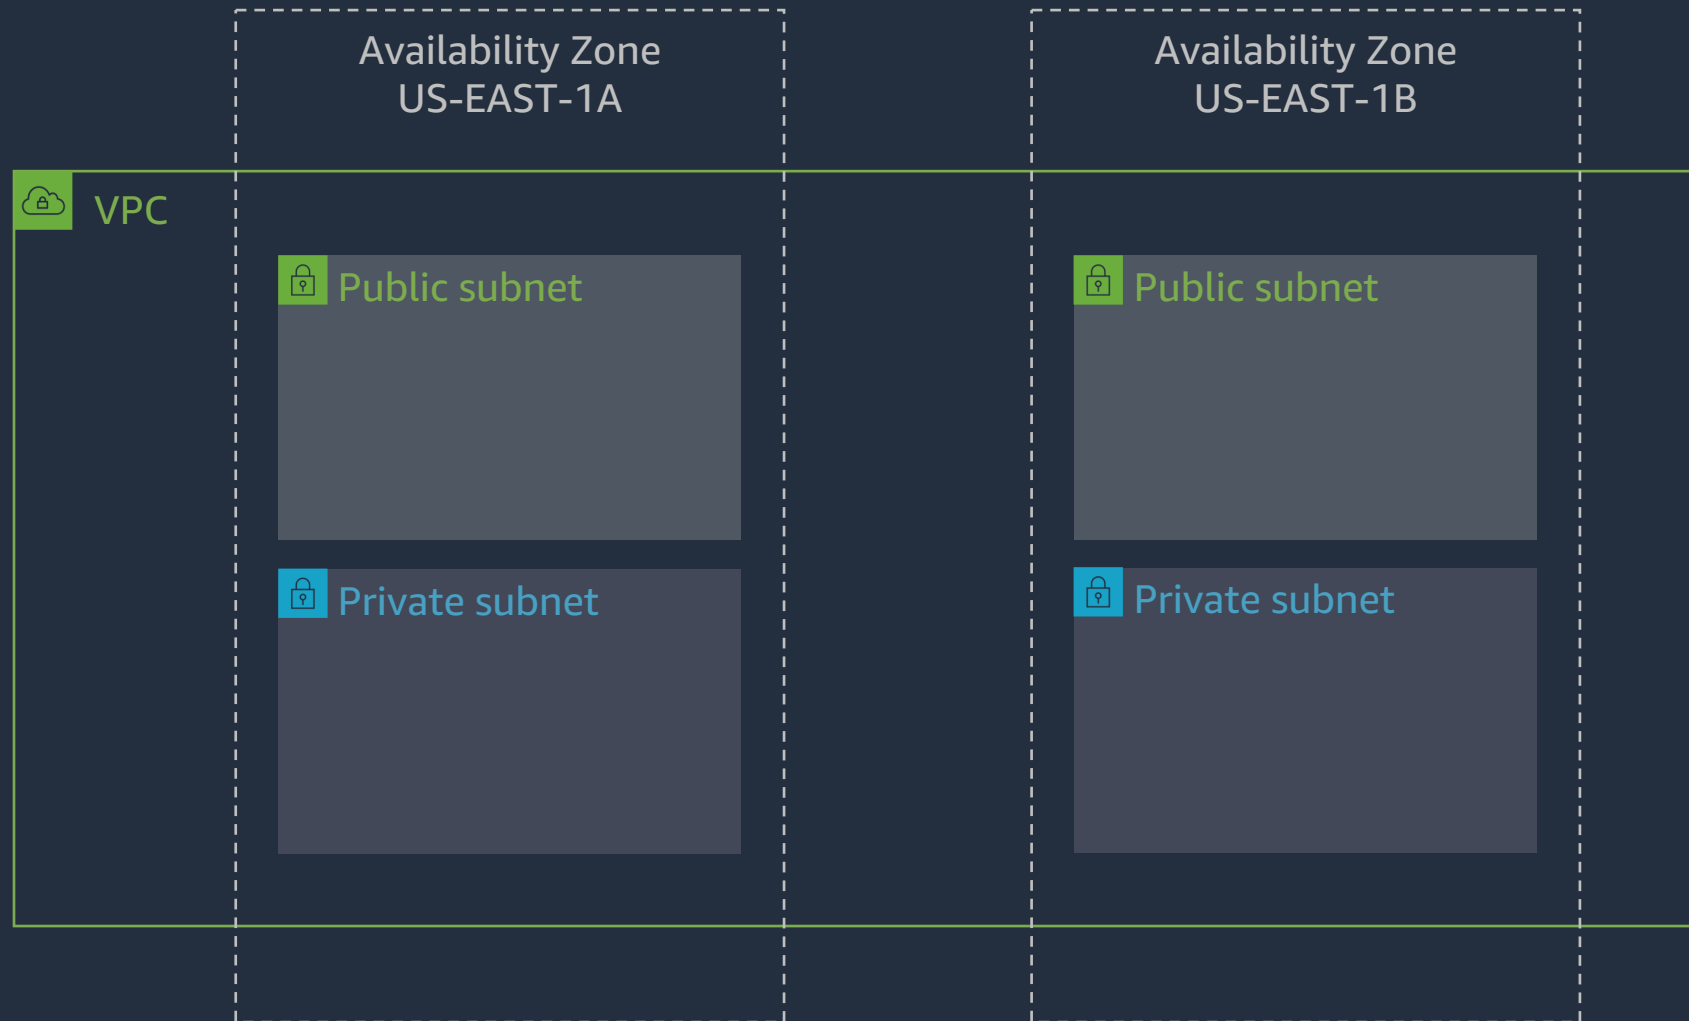 Availability Zone
US-EAST-1A
Availability Zone
US-EAST-1B
VPC
Public subnet
Public subnet
Private subnet
Private subnet